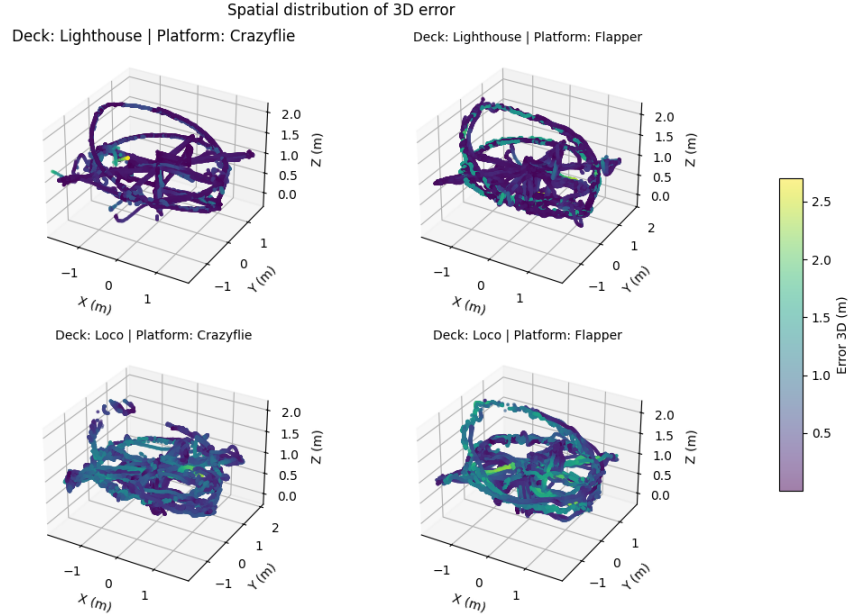 Spatial distribution of 3D error
Deck: Lighthouse | Platform: Crazyflie
2.0
1.5
1.0
0.5
0.0
Z (m)
1
0
−1
Y (m)
−1
0
1
X (m)
Deck: Lighthouse | Platform: Flapper
2.0
1.5
1.0
0.5
0.0
Z (m)
2
1
0
−1
Y (m)
−1
0
1
X (m)
Deck: Loco | Platform: Crazyflie
2.0
1.5
1.0
0.5
0.0
Z (m)
2
1
0
−1
Y (m)
−1
0
1
X (m)
Deck: Loco | Platform: Flapper
2.0
1.5
1.0
0.5
0.0
Z (m)
1
0
−1
Y (m)
−1
0
1
X (m)
2.5
2.0
1.5
1.0
0.5
Error 3D (m)